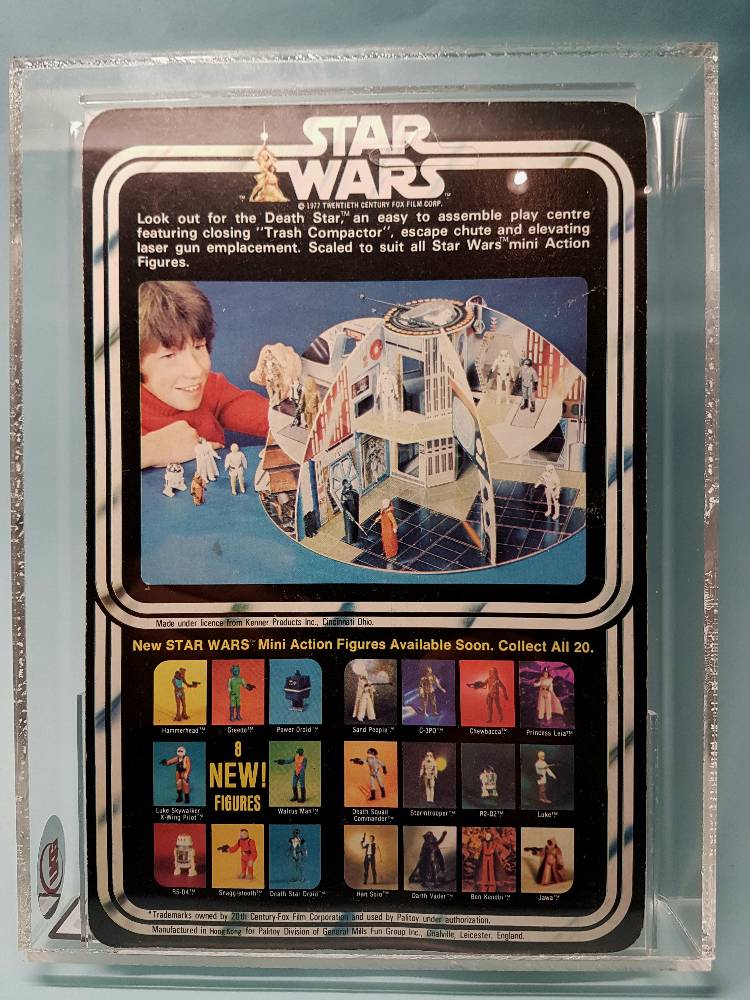 STAR
WARS
™ ™
© 1977 TWENTIETH CENTURY FOX FILM CORP.
Look out for the Death Star,™ an easy to assemble play centre
featuring closing "Trash Compactor", escape chute and elevating
laser gun emplacement. Scaled to suit all Star Wars™ mini Action
Figures.
Made under licence from Kenner Products Inc., Cincinnati Ohio.
New STAR WARS™ Mini Action Figures Available Soon. Collect All 20.
Hammerhead™ Greedo™ Power Droid™ Sand People™ C-3PO™ Chewbacca™ Princess Leia™
8
NEW!
FIGURES
Luke Skywalker
X-Wing Pilot™ Walrus Man™ Death Squad
Commander™ Stormtrooper™ R2-D2™ Luke™
R5-D4™ Snaggletooth™ Death Star Droid™ Han Solo™ Darth Vader™ Ben Kenobi™ Jawa™
*Trademarks owned by 20th Century-Fox Film Corporation and used by Palitoy under authorization.
Manufactured in Hong Kong for Palitoy Division of General Mills Fun Group Inc., Coalville, Leicester, England.